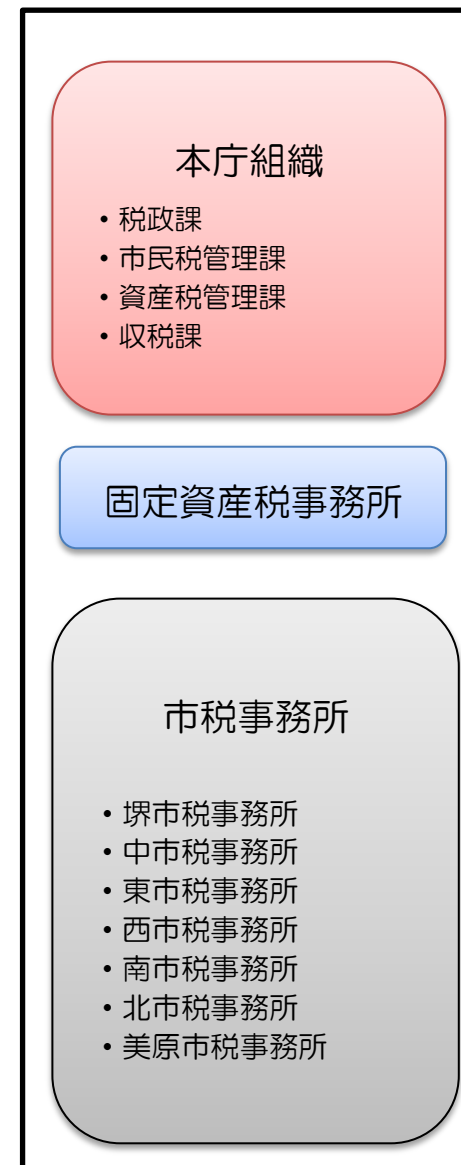 本庁組織
• 税政課
• 市民税管理課
• 資産税管理課
• 収税課
固定資産税事務所
市税事務所
• 堺市税事務所
• 中市税事務所
• 東市税事務所
• 西市税事務所
• 南市税事務所
• 北市税事務所
• 美原市税事務所